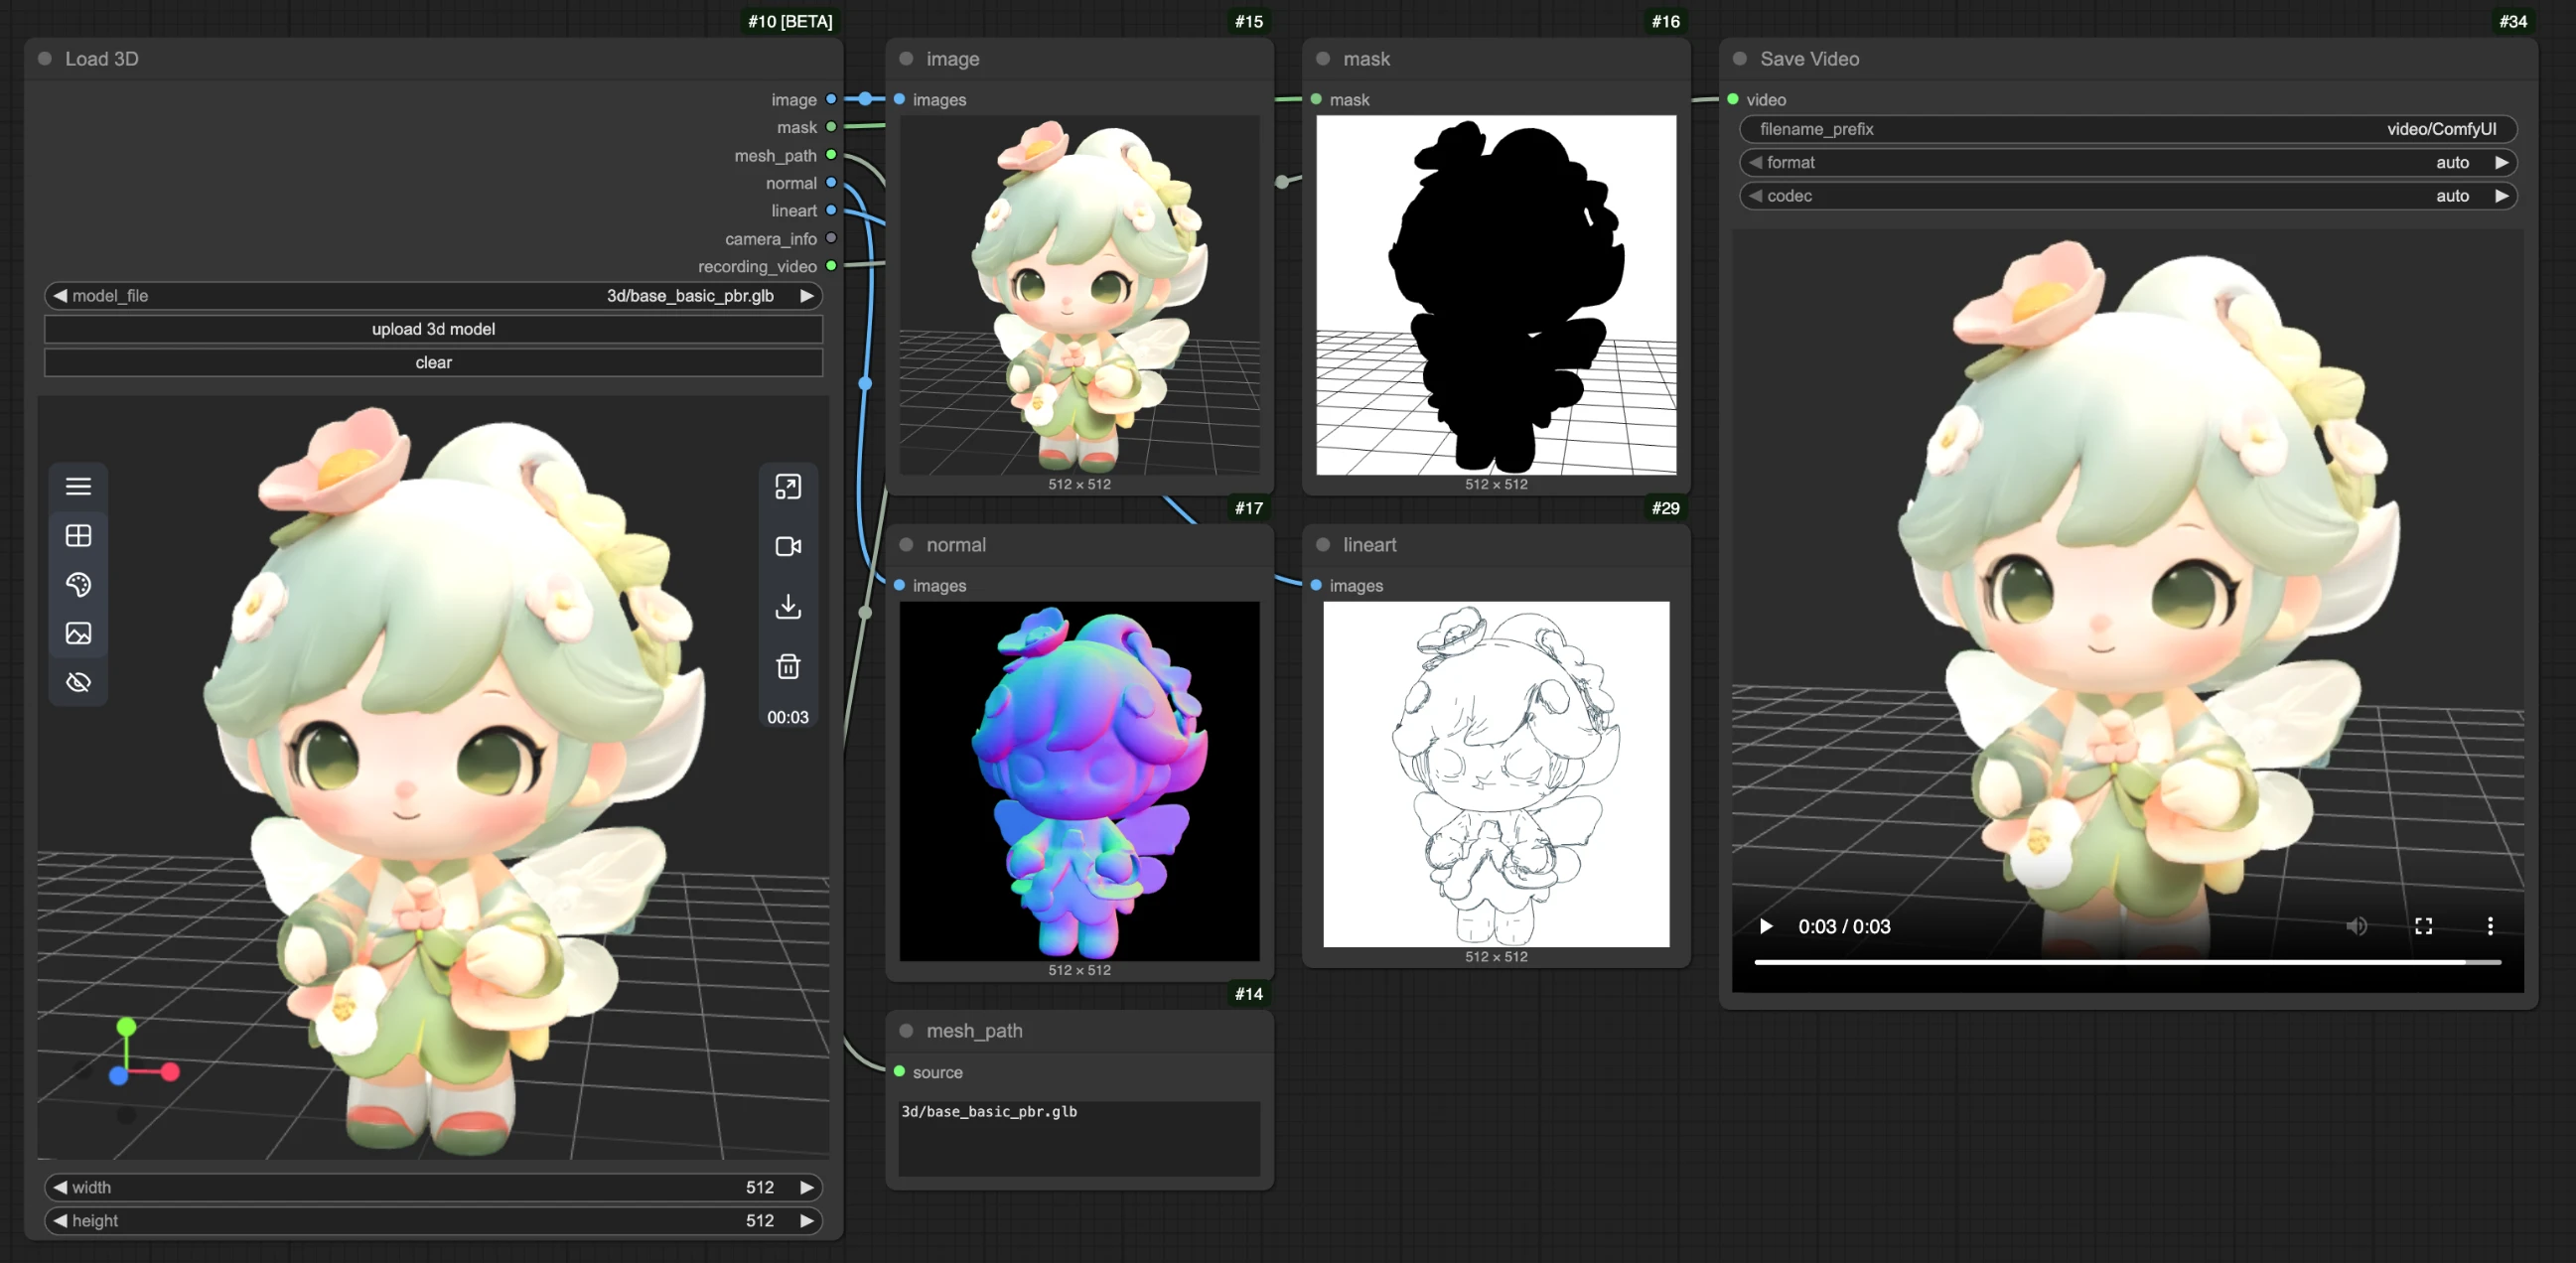 #10 [BETA]
Load 3D
image
mask
mesh_path
normal
lineart
camera_info
recording_video
model_file 3d/base_basic_pbr.glb
upload 3d model
clear
00:03
width 512
height 512
#15
image
images
512 × 512
#16
mask
mask
512 × 512
#17
normal
images
512 × 512
#29
lineart
images
512 × 512
#14
mesh_path
source
3d/base_basic_pbr.glb
#34
Save Video
video
filename_prefix video/ComfyUI
format auto
codec auto
0:03 / 0:03